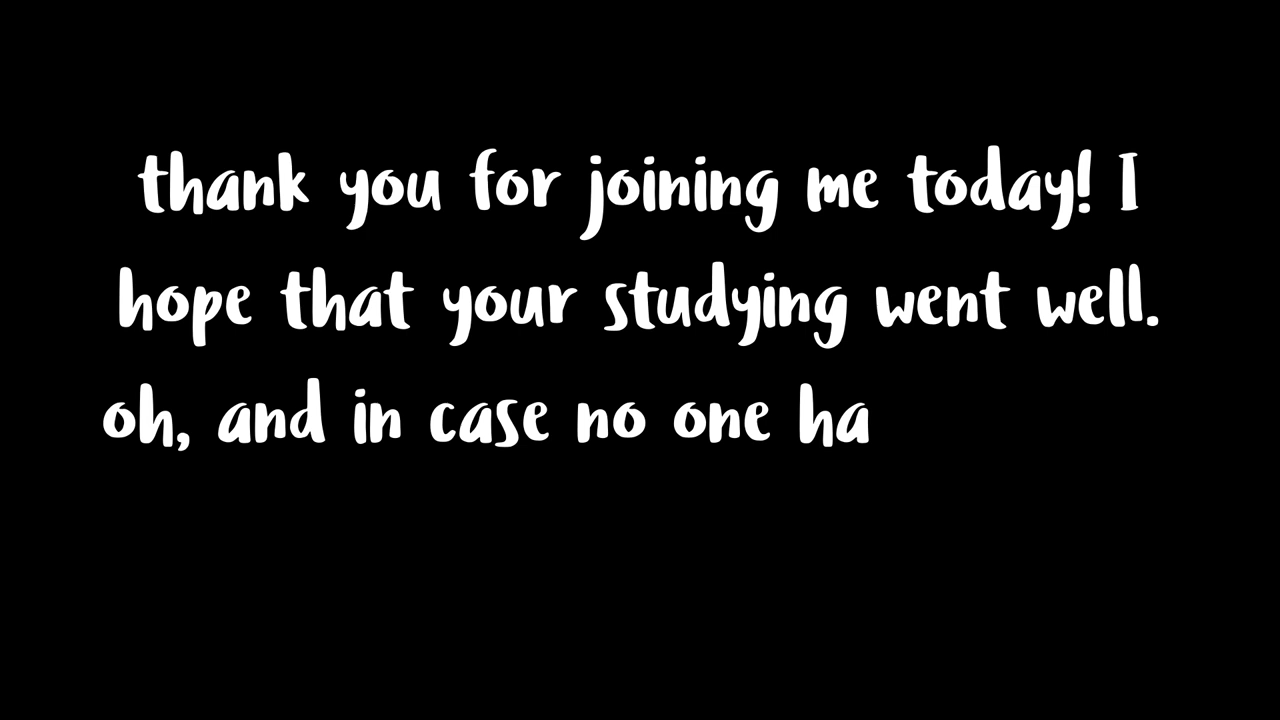 thank you for joining me today! I
hope that your studying went well.
oh, and in case no one ha